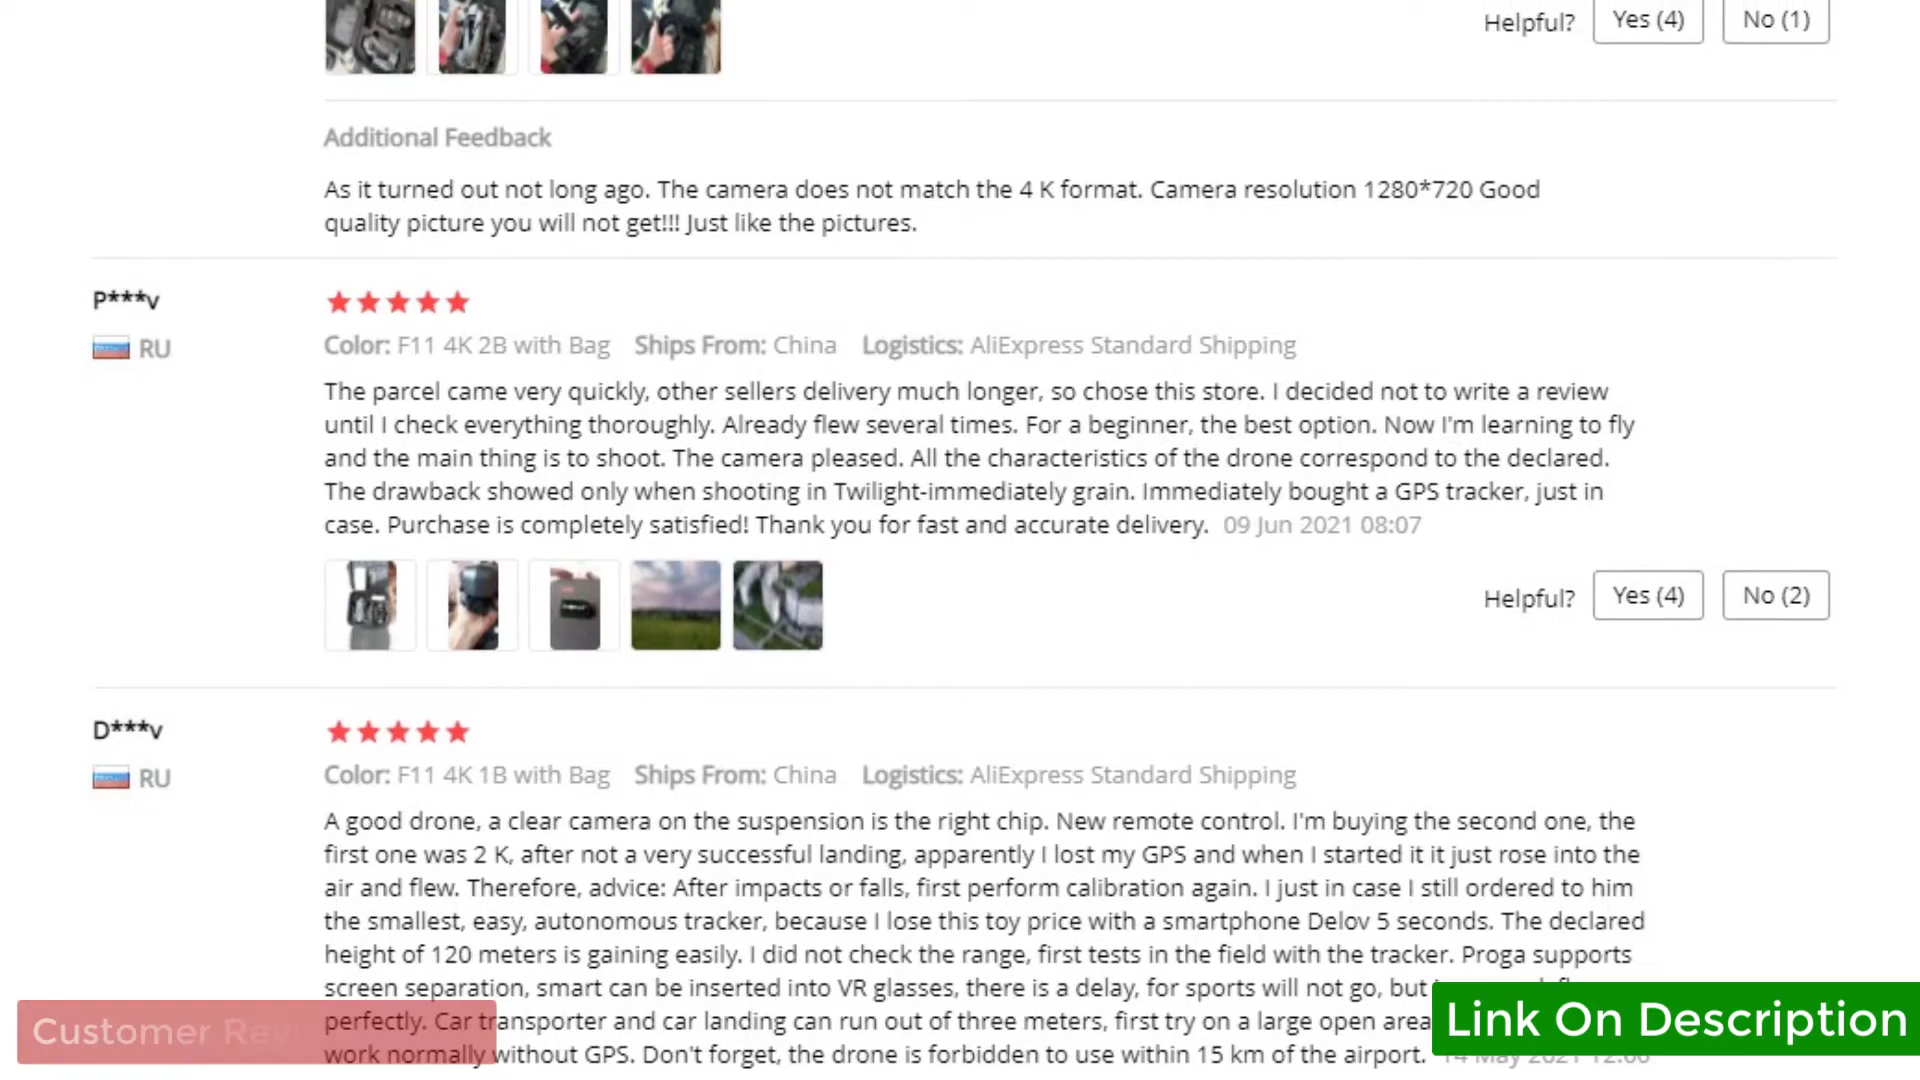 Helpful? Yes (4) No (1)
Additional Feedback
As it turned out not long ago. The camera does not match the 4 K format. Camera resolution 1280*720 Good
quality picture you will not get!!! Just like the pictures.
P***v
RU
Color: F11 4K 2B with Bag Ships From: China Logistics: AliExpress Standard Shipping
The parcel came very quickly, other sellers delivery much longer, so chose this store. I decided not to write a review
until I check everything thoroughly. Already flew several times. For a beginner, the best option. Now I'm learning to fly
and the main thing is to shoot. The camera pleased. All the characteristics of the drone correspond to the declared.
The drawback showed only when shooting in Twilight-immediately grain. Immediately bought a GPS tracker, just in
case. Purchase is completely satisfied! Thank you for fast and accurate delivery. 09 Jun 2021 08:07
Helpful? Yes (4) No (2)
D***v
RU
Color: F11 4K 1B with Bag Ships From: China Logistics: AliExpress Standard Shipping
A good drone, a clear camera on the suspension is the right chip. New remote control. I'm buying the second one, the
first one was 2 K, after not a very successful landing, apparently I lost my GPS and when I started it it just rose into the
air and flew. Therefore, advice: After impacts or falls, first perform calibration again. I just in case I still ordered to him
the smallest, easy, autonomous tracker, because I lose this toy price with a smartphone Delov 5 seconds. The declared
height of 120 meters is gaining easily. I did not check the range, first tests in the field with the tracker. Proga supports
screen separation, smart can be inserted into VR glasses, there is a delay, for sports will not go, but
perfectly. Car transporter and car landing can run out of three meters, first try on a large open area
work normally without GPS. Don't forget, the drone is forbidden to use within 15 km of the airport.
Customer
Link On Description